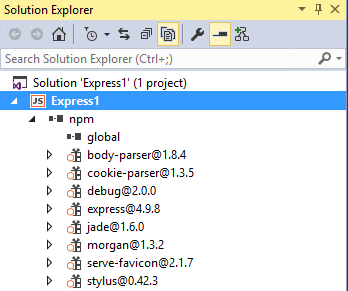 Solution Explorer
Search Solution Explorer (Ctrl+;)
Solution 'Express1' (1 project)
JS Express1
npm
global
body-parser@1.8.4
cookie-parser@1.3.5
debug@2.0.0
express@4.9.8
jade@1.6.0
morgan@1.3.2
serve-favicon@2.1.7
stylus@0.42.3